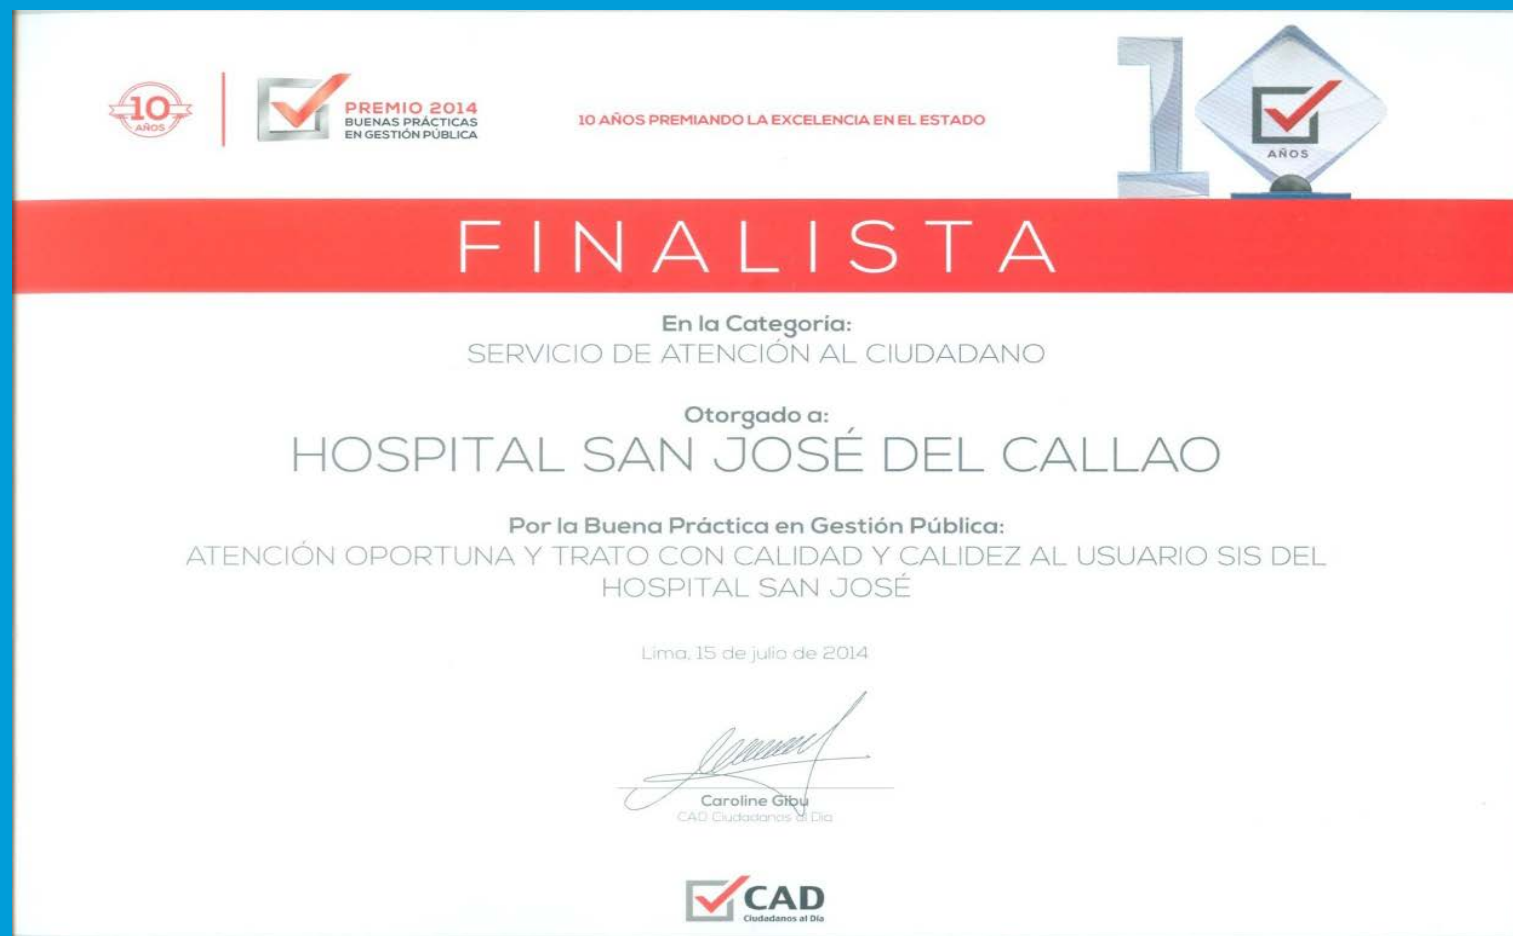 10
AÑOS
PREMIO 2014
BUENAS PRÁCTICAS
EN GESTIÓN PÚBLICA
10 AÑOS PREMIANDO LA EXCELENCIA EN EL ESTADO
10
AÑOS
FINALISTA
En la Categoría:
SERVICIO DE ATENCIÓN AL CIUDADANO
Otorgado a:
HOSPITAL SAN JOSÉ DEL CALLAO
Por la Buena Práctica en Gestión Pública:
ATENCIÓN OPORTUNA Y TRATO CON CALIDAD Y CALIDEZ AL USUARIO SIS DEL
HOSPITAL SAN JOSÉ
Lima, 15 de julio de 2014
Caroline Gibu
CAD Ciudadanos al Día
CAD
Ciudadanos al Día